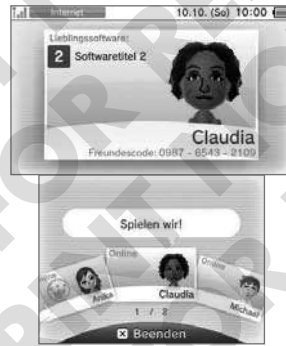 Internet 10.10. (So) 10:00
Lieblingssoftware:
2 Softwaretitel 2
Claudia
Freundescode: 0987 - 6543 - 2109
Spielen wir!
Online
Online
Anika
Claudia
Michael
1 / 8
X Beenden